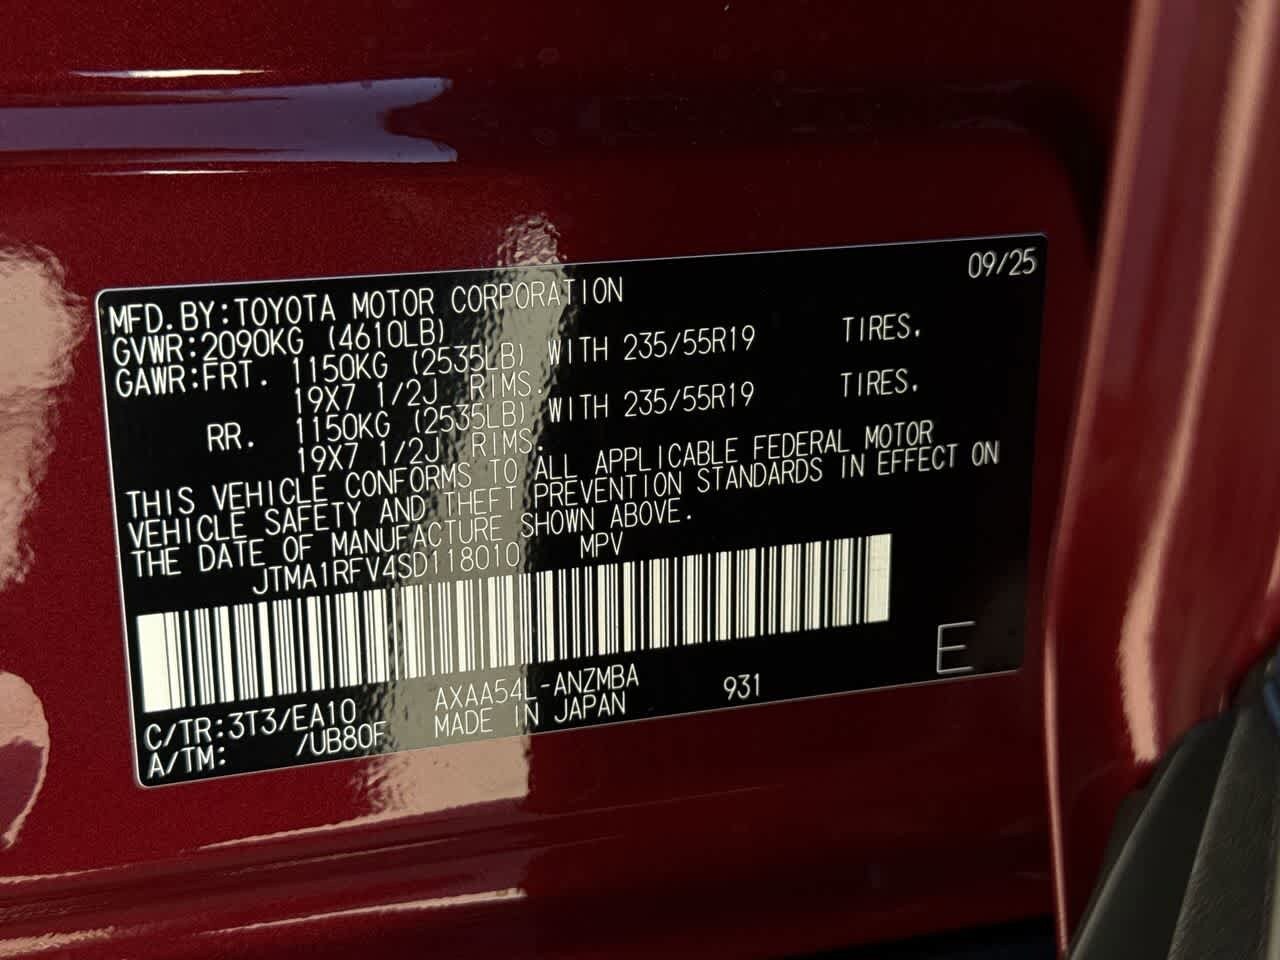 09/25
MFD.BY:TOYOTA MOTOR CORPORATION
GVWR:2090KG (4610LB)
GAWR:FRT. 1150KG (2535LB) WITH 235/55R19 TIRES.
19X7 1/2J RIMS.
RR. 1150KG (2535LB) WITH 235/55R19 TIRES.
19X7 1/2J RIMS.
THIS VEHICLE CONFORMS TO ALL APPLICABLE FEDERAL MOTOR
VEHICLE SAFETY AND THEFT PREVENTION STANDARDS IN EFFECT ON
THE DATE OF MANUFACTURE SHOWN ABOVE.
JTMA1RFV4SD118010 MPV
E
C/TR:3T3/EA10 AXAA54L-ANZMBA 931
A/TM: /UB80F MADE IN JAPAN